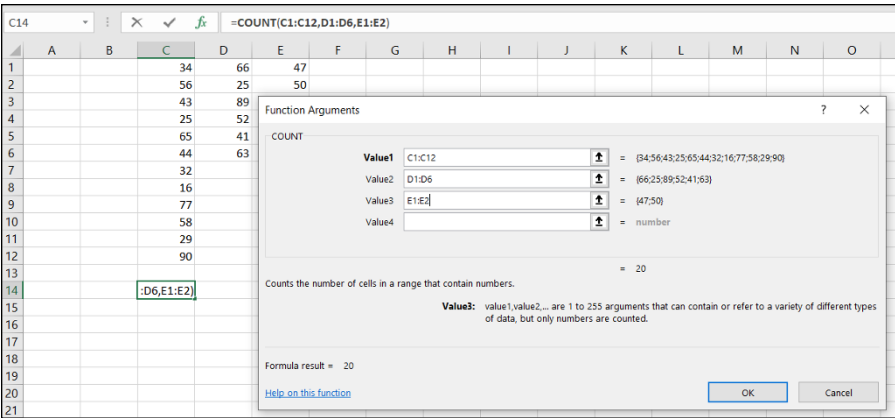 C14 fx =COUNT(C1:C12,D1:D6,E1:E2)
A B C D E F G H I J K L M N O
1 34 66 47
2 56 25 50
3 43 89
4 25 52
5 65 41
6 44 63
7 32
8 16
9 77
10 58
11 29
12 90
13
14 :D6,E1:E2)
15
16
17
18
19
20
21
Function Arguments ? ×
COUNT
Value1 C1:C12 = {34;56;43;25;65;44;32;16;77;58;29;90}
Value2 D1:D6 = {66;25;89;52;41;63}
Value3 E1:E2 = {47;50}
Value4 = number
= 20
Counts the number of cells in a range that contain numbers.
Value3: value1,value2,... are 1 to 255 arguments that can contain or refer to a variety of different types
of data, but only numbers are counted.
Formula result = 20
Help on this function
OK Cancel